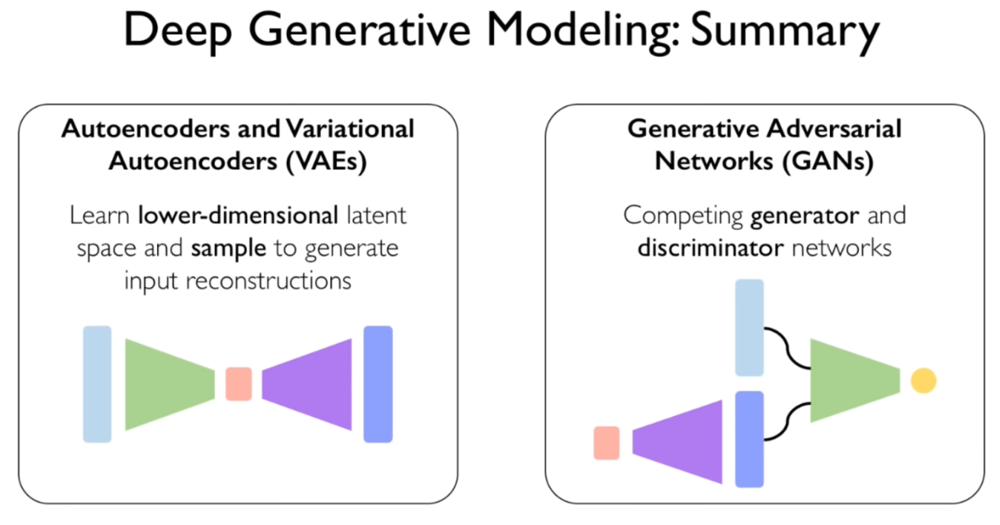 Deep Generative Modeling: Summary
Autoencoders and Variational
Autoencoders (VAEs)
Learn lower-dimensional latent
space and sample to generate
input reconstructions
Generative Adversarial
Networks (GANs)
Competing generator and
discriminator networks